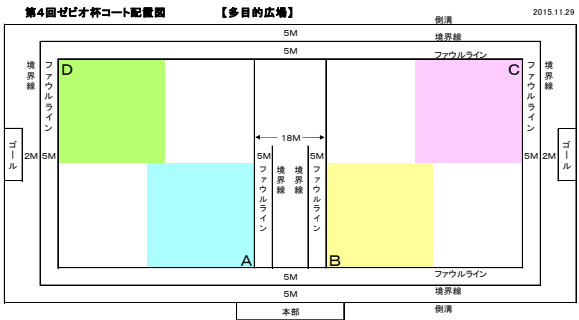 第4回ゼビオ杯コート配置図 【多目的広場】 2015.11.29
側溝
5M
境界線
5M
ファウルライン
D
C
境界線
ファウルライン
ファウルライン
境界線
18M
ゴール
2M
5M
5M
ファウルライン
境界線
境界線
5M
ファウルライン
5M
2M
ゴール
A
B
5M
ファウルライン
5M
境界線
本部
側溝